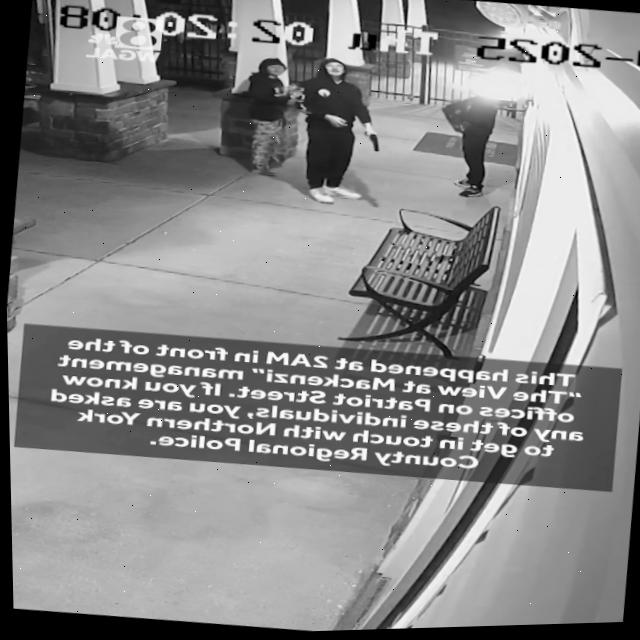 -2025 Thu 02:20:08
8
WGAL
This happened at 2AM in front of the
“The View at Mackenzi” management
offices on Patriot Street. If you know
any of these individuals, you are asked
to get in touch with Northern York
County Regional Police.